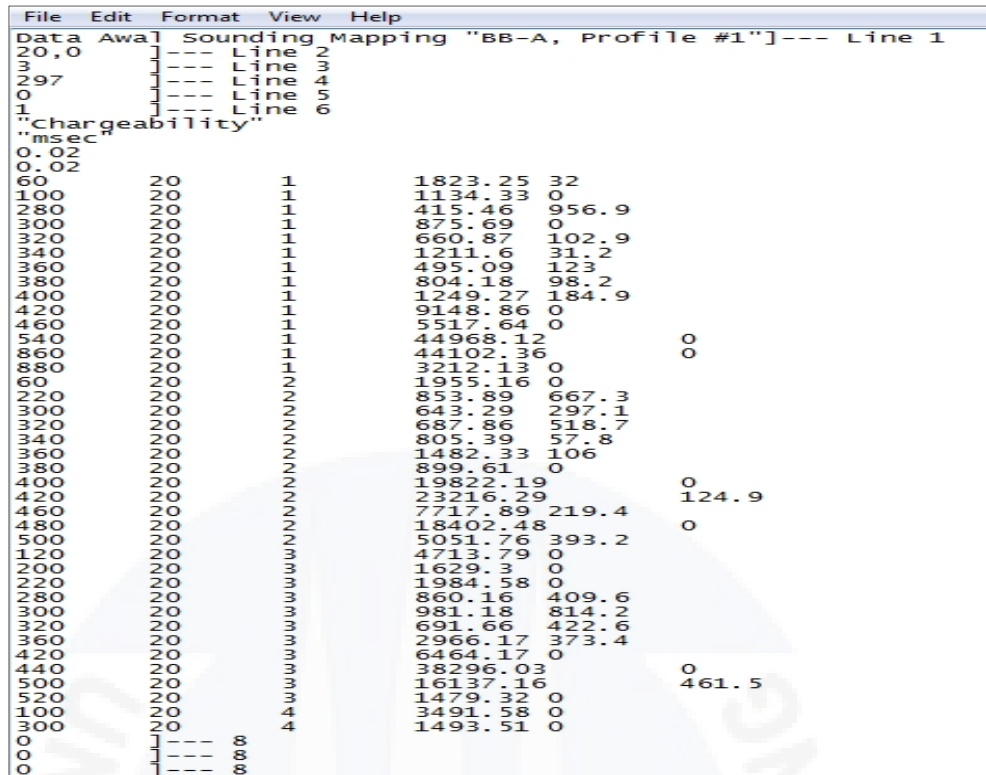 File Edit Format View Help
Data Awal Sounding Mapping "BB-A, Profile #1"]--- Line 1
20,0 ]--- Line 2
3 ]--- Line 3
297 ]--- Line 4
0 ]--- Line 5
1 ]--- Line 6
"Chargeability"
"msec"
0.02
0.02
60 20 1 1823.25 32
100 20 1 1134.33 0
280 20 1 415.46 956.9
300 20 1 875.69 0
320 20 1 660.87 102.9
340 20 1 1211.6 31.2
360 20 1 495.09 123
380 20 1 804.18 98.2
400 20 1 1249.27 184.9
420 20 1 9148.86 0
460 20 1 5517.64 0
540 20 1 44968.12 0
860 20 1 44102.36 0
880 20 1 3212.13 0
60 20 2 1955.16 0
220 20 2 853.89 667.3
300 20 2 643.29 297.1
320 20 2 687.86 518.7
340 20 2 805.39 57.8
360 20 2 1482.33 106
380 20 2 899.61 0
400 20 2 19822.19 0
420 20 2 23216.29 124.9
460 20 2 7717.89 219.4
480 20 2 18402.48 0
500 20 2 5051.76 393.2
120 20 3 4713.79 0
200 20 3 1629.3 0
220 20 3 1984.58 0
280 20 3 860.16 409.6
300 20 3 981.18 814.2
320 20 3 691.66 422.6
360 20 3 2966.17 373.4
420 20 3 6464.17 0
440 20 3 38296.03 0
500 20 3 16137.16 461.5
520 20 3 1479.32 0
100 20 4 3491.58 0
300 20 4 1493.51 0
0 ]--- 8
0 ]--- 8
0 ]--- 8